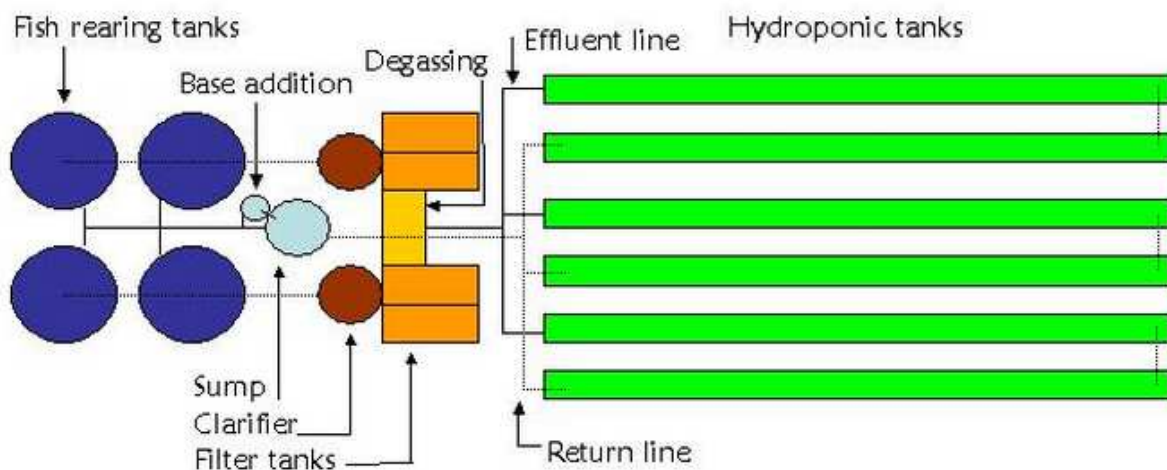 Fish rearing tanks
Effluent line
Hydroponic tanks
Degassing
Base addition
Sump
Clarifier
Filter tanks
Return line